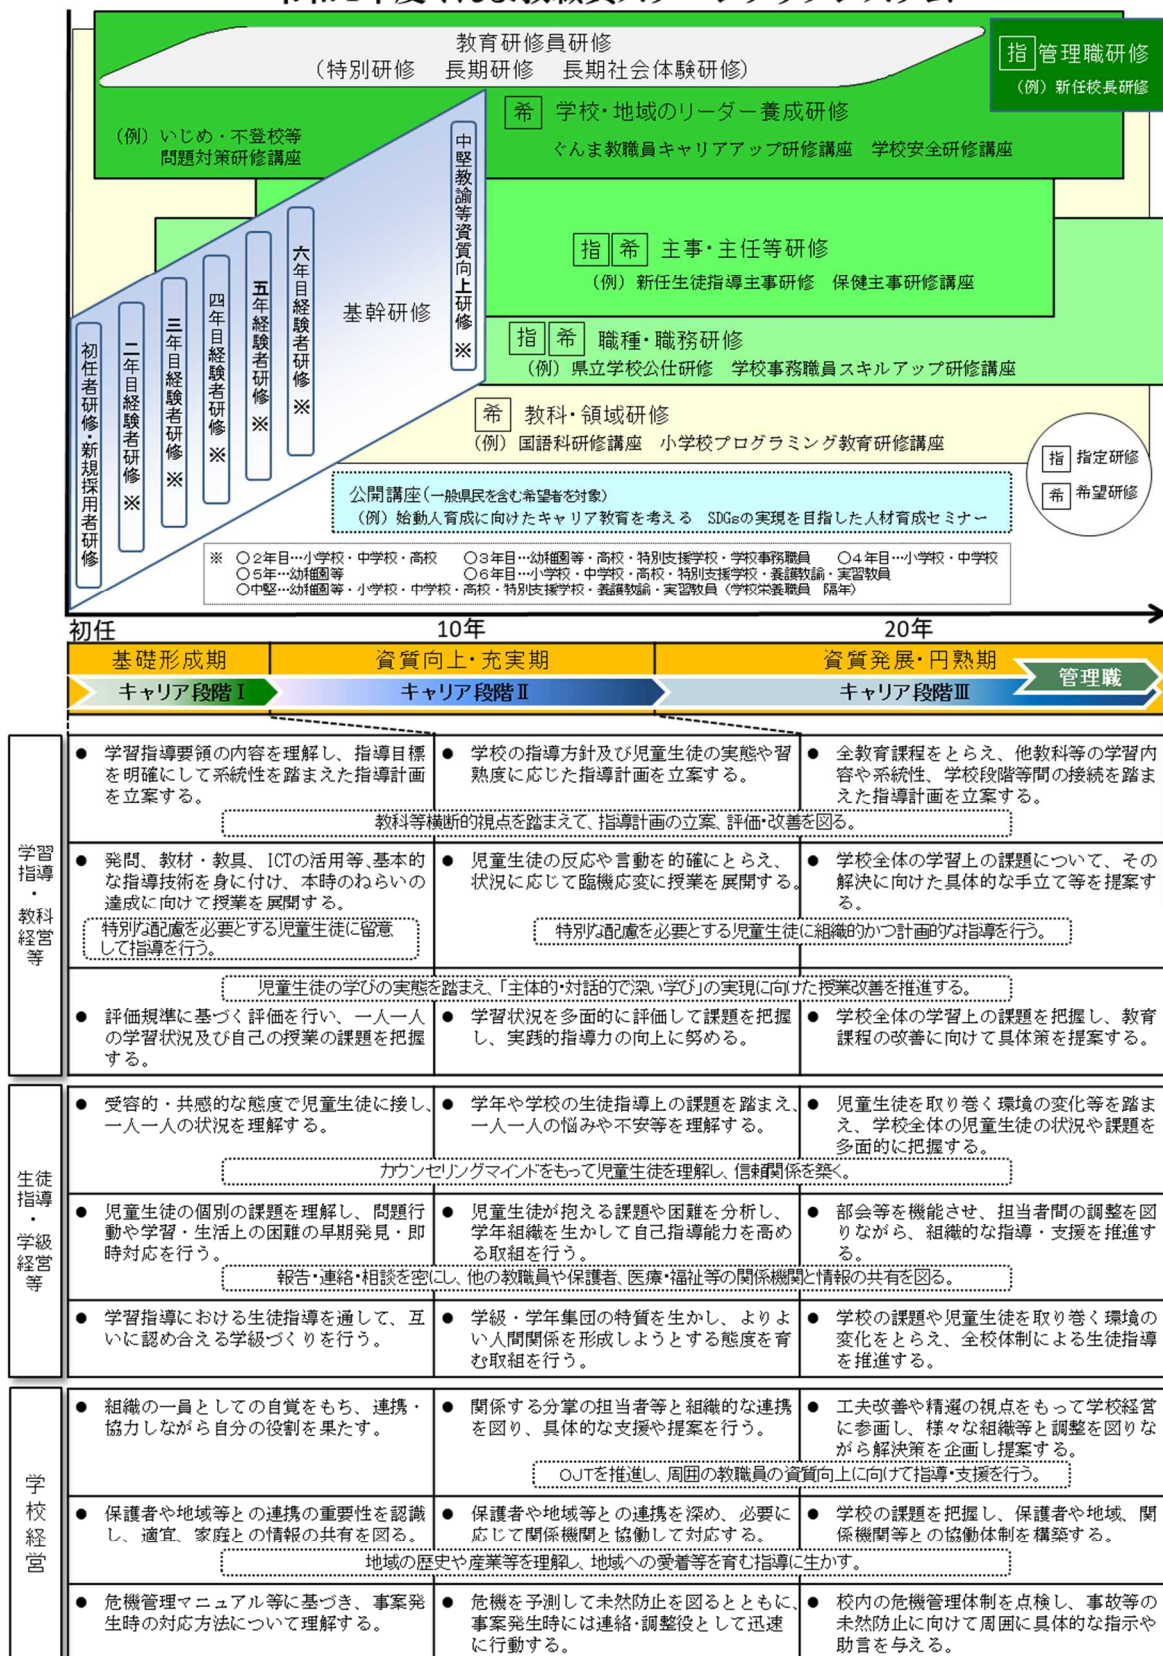 教育研修員研修
(特別研修 長期研修 長期社会体験研修)
指 管理職研修
(例) 新任校長研修
希 学校・地域のリーダー養成研修
ぐんま教職員キャリアアップ研修講座 学校安全研修講座
(例) いじめ・不登校等
問題対策研修講座
指 希 主事・主任等研修
(例) 新任生徒指導主事研修 保健主事研修講座
指 希 職種・職務研修
(例) 県立学校公仕研修 学校事務職員スキルアップ研修講座
希 教科・領域研修
(例) 国語科研修講座 小学校プログラミング教育研修講座
指 指定研修
希 希望研修
初任者研修・新規採用者研修
二年目経験者研修 ※
三年目経験者研修 ※
四年目経験者研修 ※
五年経験者研修 ※
六年目経験者研修 ※
基幹研修
中堅教諭等資質向上研修 ※
公開講座(一般県民を含む希望者を対象)
(例) 始動人育成に向けたキャリア教育を考える SDGsの実現を目指した人材育成セミナー
※ ○2年目…小学校・中学校・高校 ○3年目…幼稚園等・高校・特別支援学校・学校事務職員 ○4年目…小学校・中学校
○5年…幼稚園等 ○6年目…小学校・中学校・高校・特別支援学校・養護教諭・実習教員
○中堅…幼稚園等・小学校・中学校・高校・特別支援学校・養護教諭・実習教員(学校栄養職員 隔年)
初任 10年 20年
基礎形成期 資質向上・充実期 資質発展・円熟期
キャリア段階Ⅰ キャリア段階Ⅱ キャリア段階Ⅲ 管理職
学習指導・教科経営等
● 学習指導要領の内容を理解し、指導目標
を明確にして系統性を踏まえた指導計画
を立案する。
● 学校の指導方針及び児童生徒の実態や習
熟度に応じた指導計画を立案する。
● 全教育課程をとらえ、他教科等の学習内
容や系統性、学校段階等間の接続を踏ま
えた指導計画を立案する。
教科等横断的視点を踏まえて、指導計画の立案、評価・改善を図る。
● 発問、教材・教具、ICTの活用等、基本的
な指導技術を身に付け、本時のねらいの
達成に向けて授業を展開する。
● 児童生徒の反応や言動を的確にとらえ、
状況に応じて臨機応変に授業を展開する。
● 学校全体の学習上の課題について、その
解決に向けた具体的な手立て等を提案す
る。
特別な配慮を必要とする児童生徒に留意
して指導を行う。
特別な配慮を必要とする児童生徒に組織的かつ計画的な指導を行う。
児童生徒の学びの実態を踏まえ、「主体的・対話的で深い学び」の実現に向けた授業改善を推進する。
● 評価規準に基づく評価を行い、一人一人
の学習状況及び自己の授業の課題を把握
する。
● 学習状況を多面的に評価して課題を把握
し、実践的指導力の向上に努める。
● 学校全体の学習上の課題を把握し、教育
課程の改善に向けて具体策を提案する。
生徒指導・学級経営等
● 受容的・共感的な態度で児童生徒に接し、
一人一人の状況を理解する。
● 学年や学校の生徒指導上の課題を踏まえ、
一人一人の悩みや不安等を理解する。
● 児童生徒を取り巻く環境の変化等を踏ま
え、学校全体の児童生徒の状況や課題を
多面的に把握する。
カウンセリングマインドをもって児童生徒を理解し、信頼関係を築く。
● 児童生徒の個別の課題を理解し、問題行
動や学習・生活上の困難の早期発見・即
時対応を行う。
● 児童生徒が抱える課題や困難を分析し、
学年組織を生かして自己指導能力を高め
る取組を行う。
● 部会等を機能させ、担当者間の調整を図
りながら、組織的な指導・支援を推進す
る。
報告・連絡・相談を密にし、他の教職員や保護者、医療・福祉等の関係機関と情報の共有を図る。
● 学習指導における生徒指導を通して、互
いに認め合える学級づくりを行う。
● 学級・学年集団の特質を生かし、よりよ
い人間関係を形成しようとする態度を育
む取組を行う。
● 学校の課題や児童生徒を取り巻く環境の
変化をとらえ、全校体制による生徒指導
を推進する。
学校経営
● 組織の一員としての自覚をもち、連携・
協力しながら自分の役割を果たす。
● 関係する分掌の担当者等と組織的な連携
を図り、具体的な支援や提案を行う。
● 工夫改善や精選の視点をもって学校経営
に参画し、様々な組織等と調整を図りな
がら解決策を企画し提案する。
OJTを推進し、周囲の教職員の資質向上に向けて指導・支援を行う。
● 保護者や地域等との連携の重要性を認識
し、適宜、家庭との情報の共有を図る。
● 保護者や地域等との連携を深め、必要に
応じて関係機関と協働して対応する。
● 学校の課題を把握し、保護者や地域、関
係機関等との協働体制を構築する。
地域の歴史や産業等を理解し、地域への愛着等を育む指導に生かす。
● 危機管理マニュアル等に基づき、事案発
生時の対応方法について理解する。
● 危機を予測して未然防止を図るとともに、
事案発生時には連絡・調整役として迅速
に行動する。
● 校内の危機管理体制を点検し、事故等の
未然防止に向けて周囲に具体的な指示や
助言を与える。